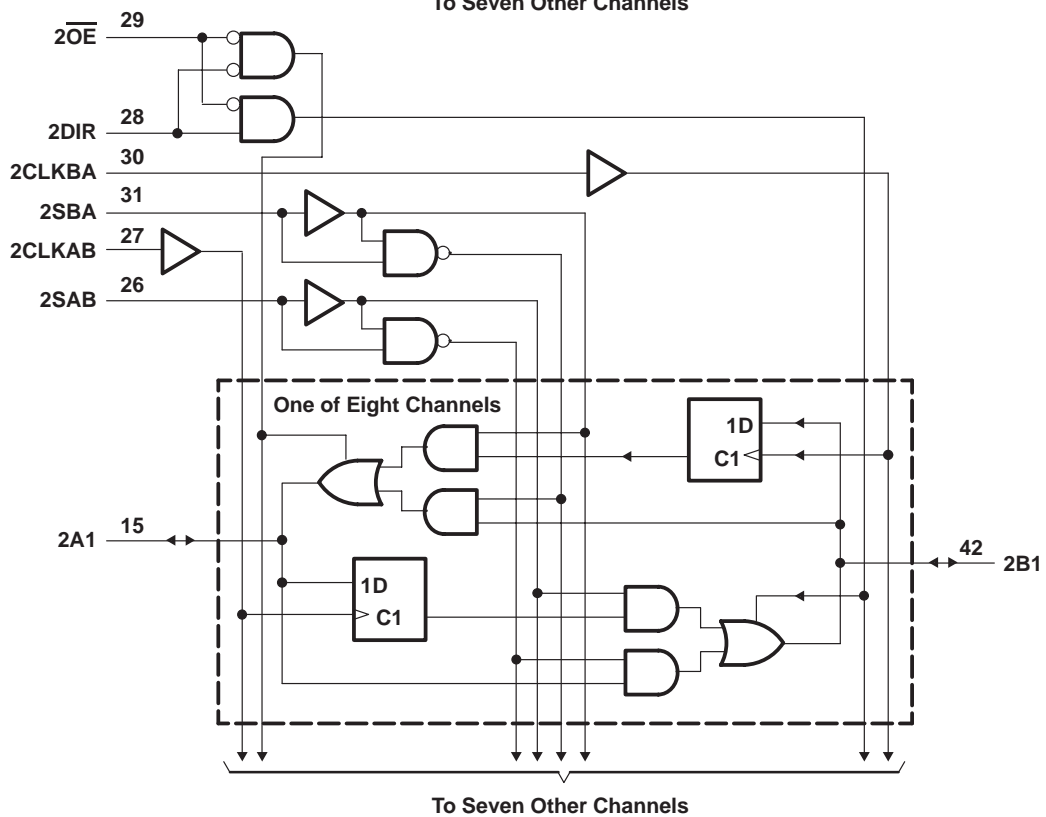 To Seven Other Channels
29
2O̅E̅
28
2DIR
30
2CLKBA
31
2SBA
27
2CLKAB
26
2SAB
One of Eight Channels
1D
C1
15
2A1
42
2B1
1D
C1
To Seven Other Channels